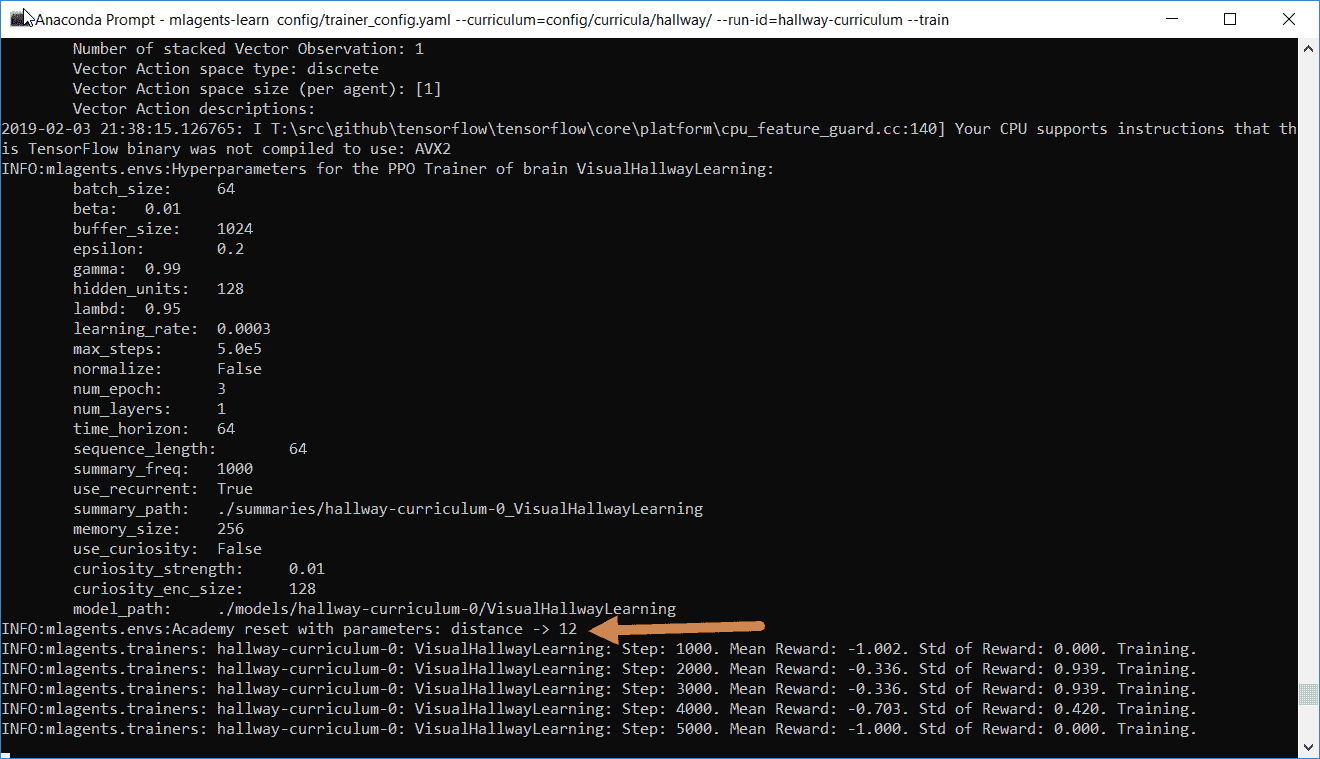 Anaconda Prompt - mlagents-learn  config/trainer_config.yaml --curriculum=config/curricula/hallway/ --run-id=hallway-curriculum --train
Number of stacked Vector Observation: 1
Vector Action space type: discrete
Vector Action space size (per agent): [1]
Vector Action descriptions:
2019-02-03 21:38:15.126765: I T:\src\github\tensorflow\tensorflow\core\platform\cpu_feature_guard.cc:140] Your CPU supports instructions that th
is TensorFlow binary was not compiled to use: AVX2
INFO:mlagents.envs:Hyperparameters for the PPO Trainer of brain VisualHallwayLearning:
batch_size: 64
beta: 0.01
buffer_size: 1024
epsilon: 0.2
gamma: 0.99
hidden_units: 128
lambd: 0.95
learning_rate: 0.0003
max_steps: 5.0e5
normalize: False
num_epoch: 3
num_layers: 1
time_horizon: 64
sequence_length: 64
summary_freq: 1000
use_recurrent: True
summary_path: ./summaries/hallway-curriculum-0_VisualHallwayLearning
memory_size: 256
use_curiosity: False
curiosity_strength: 0.01
curiosity_enc_size: 128
model_path: ./models/hallway-curriculum-0/VisualHallwayLearning
INFO:mlagents.envs:Academy reset with parameters: distance -> 12
INFO:mlagents.trainers: hallway-curriculum-0: VisualHallwayLearning: Step: 1000. Mean Reward: -1.002. Std of Reward: 0.000. Training.
INFO:mlagents.trainers: hallway-curriculum-0: VisualHallwayLearning: Step: 2000. Mean Reward: -0.336. Std of Reward: 0.939. Training.
INFO:mlagents.trainers: hallway-curriculum-0: VisualHallwayLearning: Step: 3000. Mean Reward: -0.336. Std of Reward: 0.939. Training.
INFO:mlagents.trainers: hallway-curriculum-0: VisualHallwayLearning: Step: 4000. Mean Reward: -0.703. Std of Reward: 0.420. Training.
INFO:mlagents.trainers: hallway-curriculum-0: VisualHallwayLearning: Step: 5000. Mean Reward: -1.000. Std of Reward: 0.000. Training.